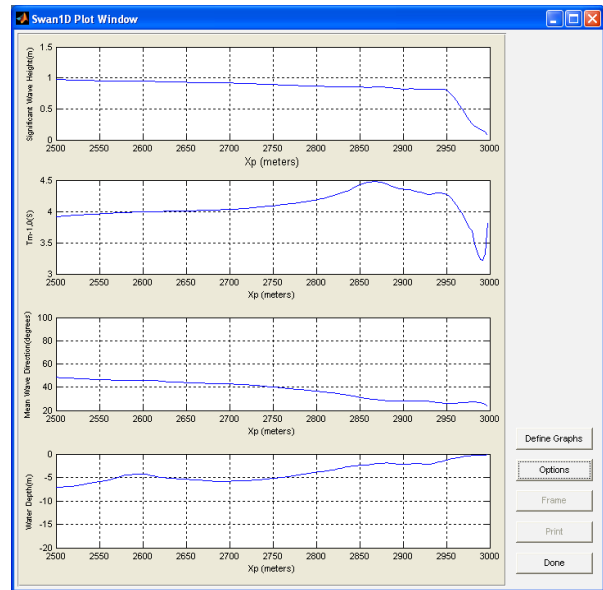 Swan1D Plot Window
Significant Wave Height(m)
1.5
1
0.5
0
2500 2550 2600 2650 2700 2750 2800 2850 2900 2950 3000
Xp (meters)
Tm-1,0(S)
4.5
4
3.5
3
2500 2550 2600 2650 2700 2750 2800 2850 2900 2950 3000
Xp (meters)
Mean Wave Direction(degrees)
100
80
60
40
20
2500 2550 2600 2650 2700 2750 2800 2850 2900 2950 3000
Xp (meters)
Water Depth(m)
0
-5
-10
-15
-20
2500 2550 2600 2650 2700 2750 2800 2850 2900 2950 3000
Xp (meters)
Define Graphs
Options
Frame
Print
Done